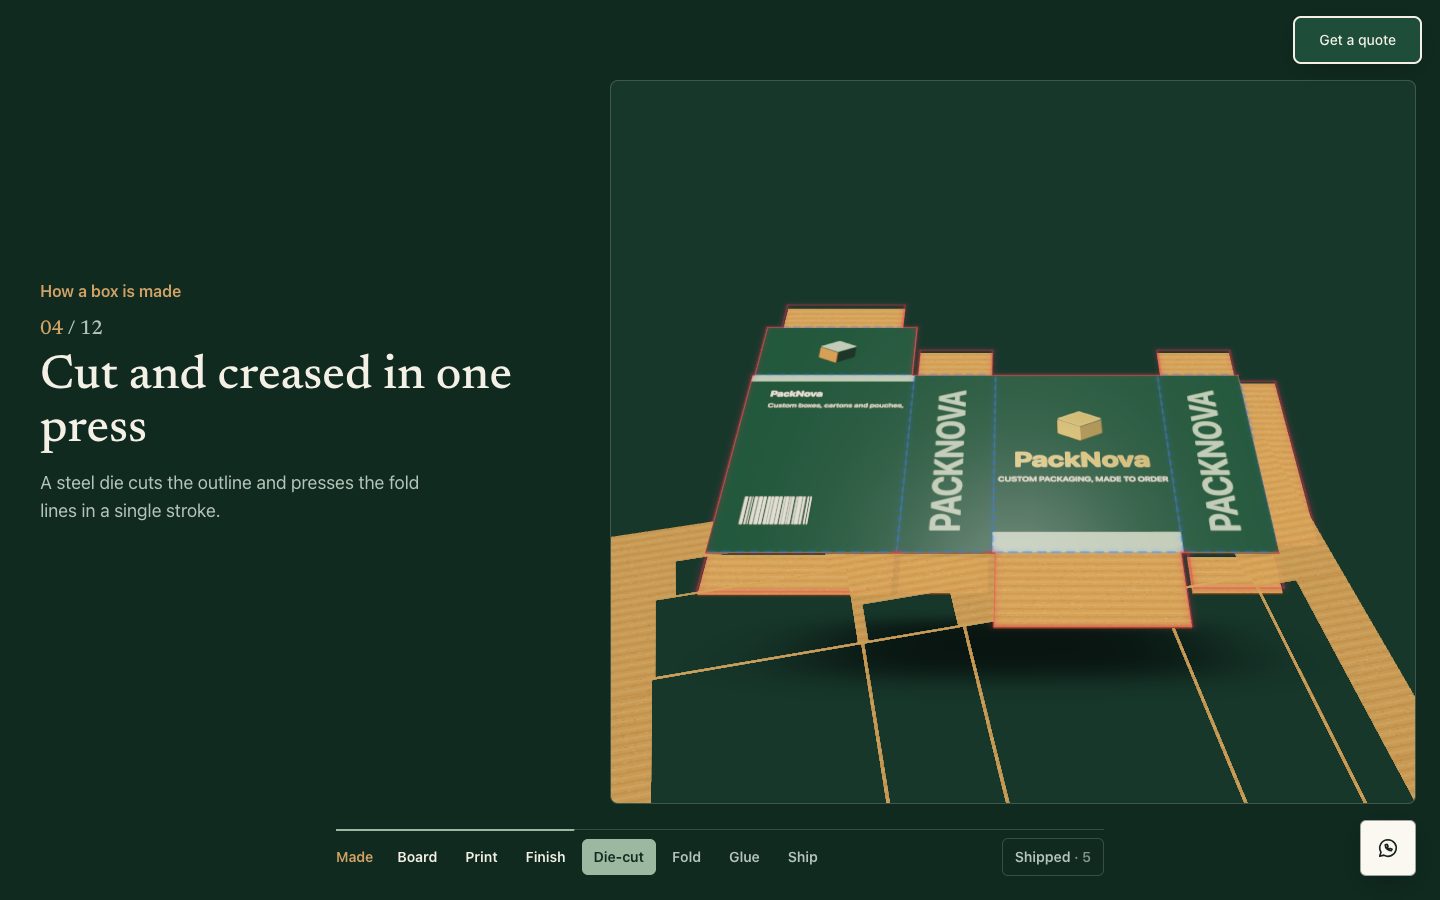 Get a quote
How a box is made
04 / 12
Cut and creased in one
press
A steel die cuts the outline and presses the fold
lines in a single stroke.
PackNova
Custom boxes, cartons and pouches,
PACKNOVA
PackNova
CUSTOM PACKAGING, MADE TO ORDER
PACKNOVA
Made Board Print Finish Die-cut Fold Glue Ship Shipped · 5